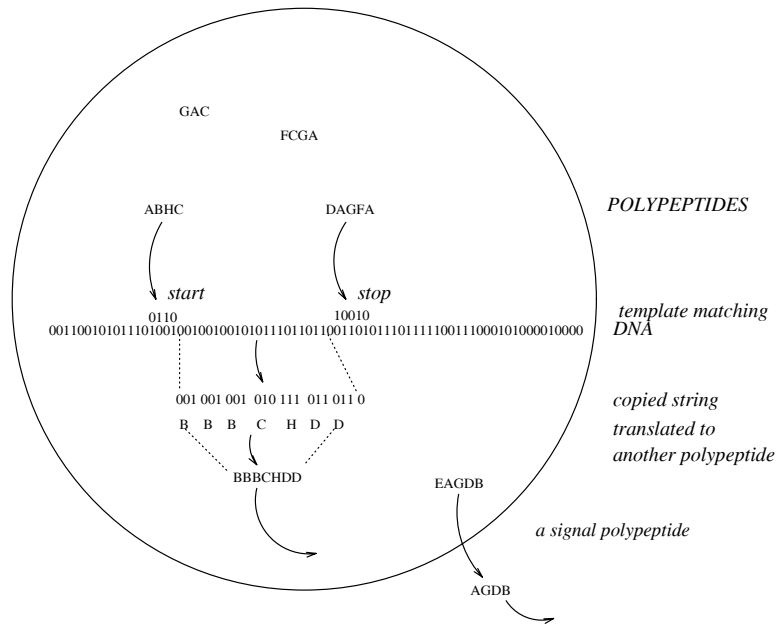 GAC
FCGA
ABHC DAGFA
POLYPEPTIDES
start stop
0110 10010
template matching
001100101011101001001001001010111011011001101011101111100111000101000010000 DNA
001 001 001 010 111 011 011 0
copied string
B B B C H D D
translated to
another polypeptide
BBBCHDD
EAGDB
a signal polypeptide
AGDB